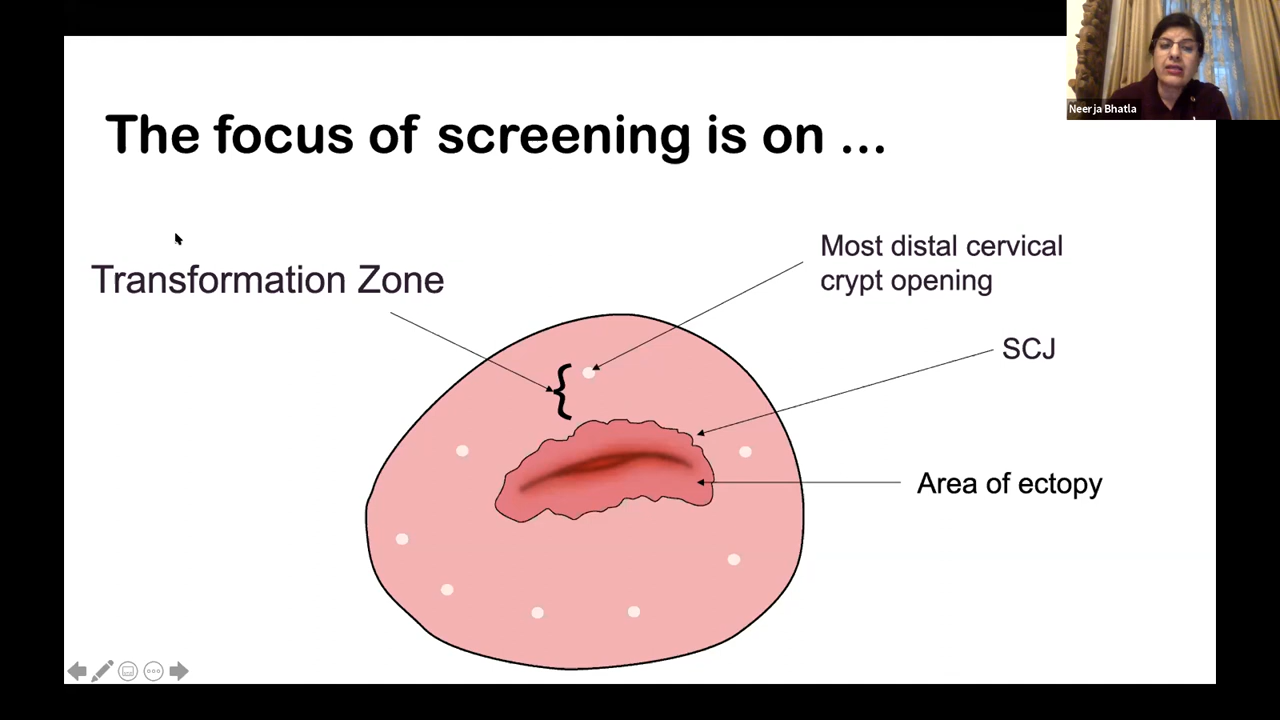 Neerja Bhatla
The focus of screening is on ...
Transformation Zone
Most distal cervical
crypt opening
SCJ
Area of ectopy